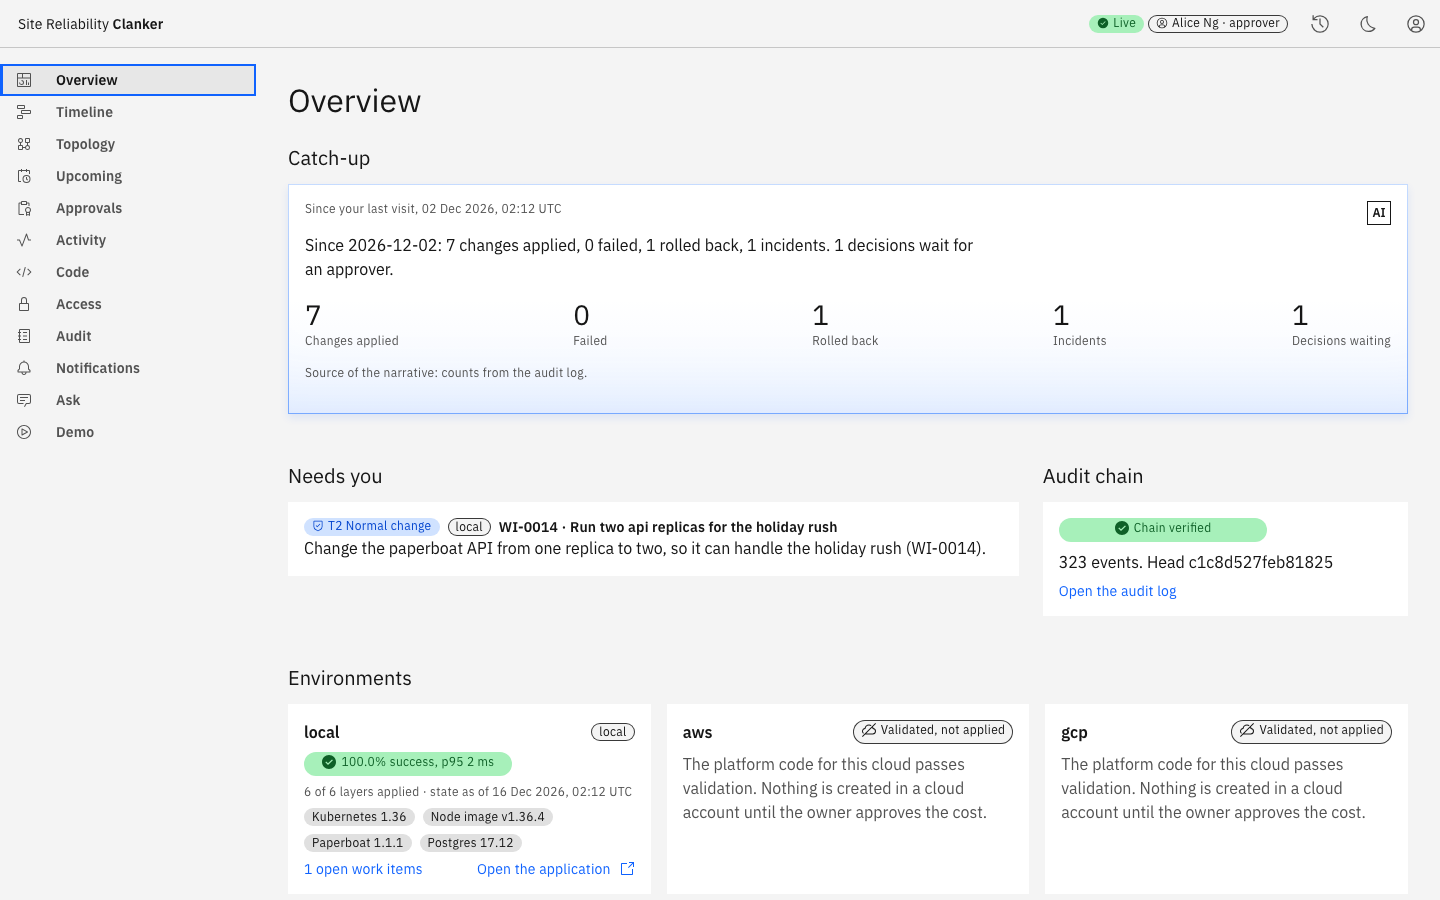 Site Reliability Clanker
Live
Alice Ng · approver
Overview
Timeline
Topology
Upcoming
Approvals
Activity
Code
Access
Audit
Notifications
Ask
Demo
Overview
Catch-up
Since your last visit, 02 Dec 2026, 02:12 UTC
AI
Since 2026-12-02: 7 changes applied, 0 failed, 1 rolled back, 1 incidents. 1 decisions wait for
an approver.
7
Changes applied
0
Failed
1
Rolled back
1
Incidents
1
Decisions waiting
Source of the narrative: counts from the audit log.
Needs you
T2 Normal change local WI-0014 · Run two api replicas for the holiday rush
Change the paperboat API from one replica to two, so it can handle the holiday rush (WI-0014).
Audit chain
Chain verified
323 events. Head c1c8d527feb81825
Open the audit log
Environments
local
local
100.0% success, p95 2 ms
6 of 6 layers applied · state as of 16 Dec 2026, 02:12 UTC
Kubernetes 1.36 Node image v1.36.4
Paperboat 1.1.1 Postgres 17.12
1 open work items Open the application
aws
Validated, not applied
The platform code for this cloud passes
validation. Nothing is created in a cloud
account until the owner approves the cost.
gcp
Validated, not applied
The platform code for this cloud passes
validation. Nothing is created in a cloud
account until the owner approves the cost.